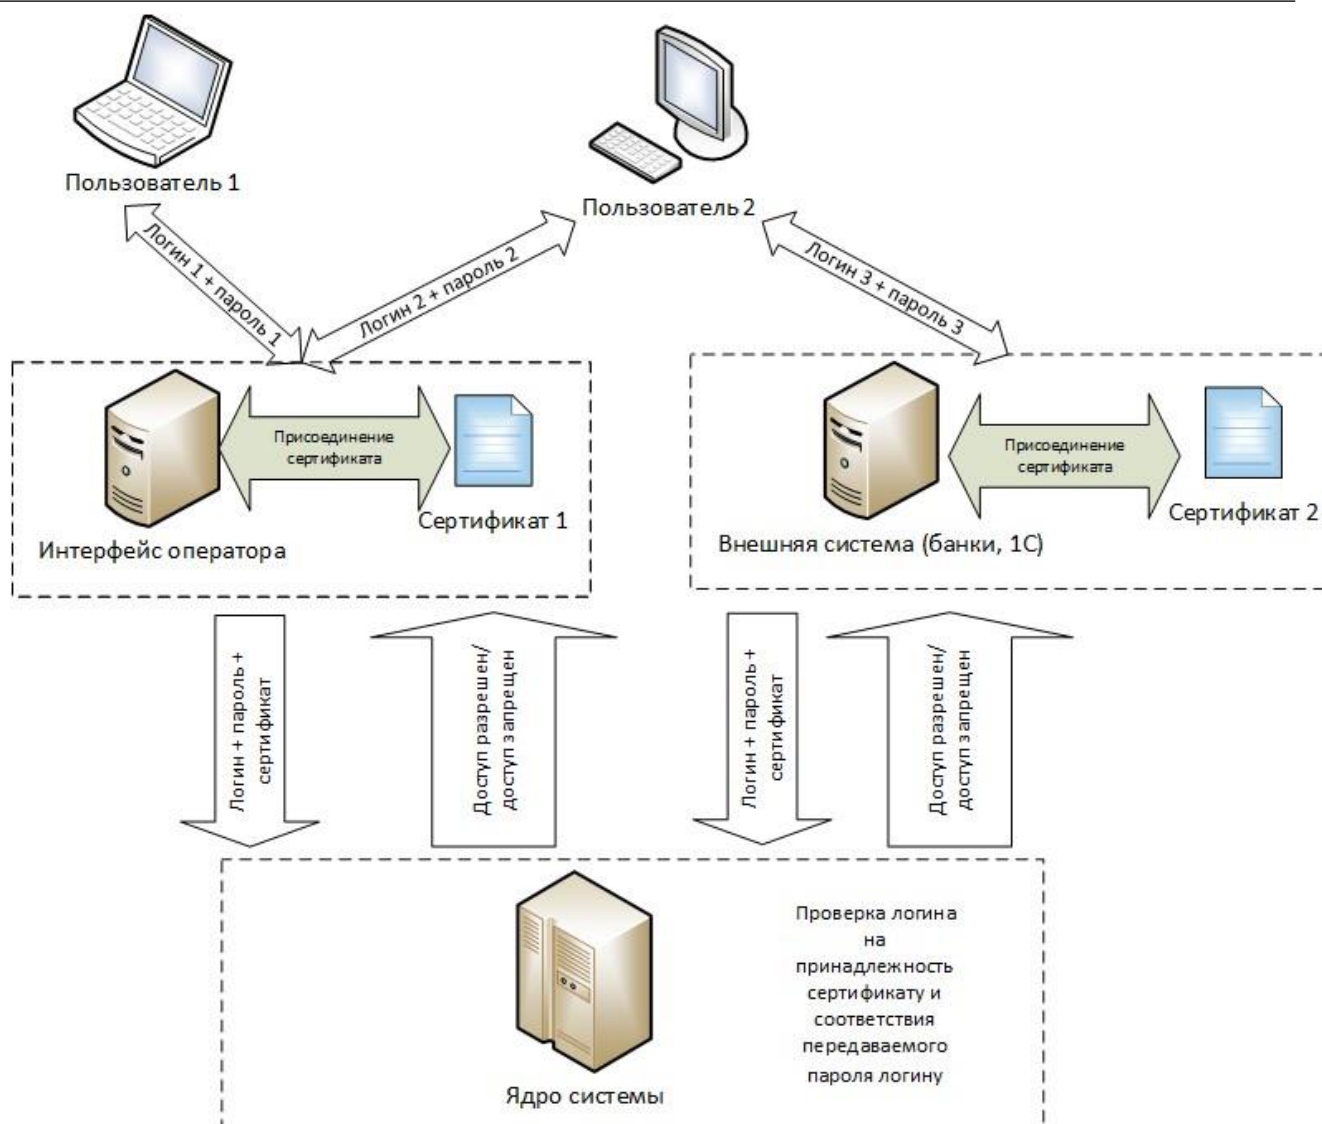 Пользователь 1
Пользователь 2
Логин 1 + пароль 1
Логин 2 + пароль 2
Логин 3 + пароль 3
Присоединение
сертификата
Сертификат 1
Интерфейс оператора
Присоединение
сертификата
Сертификат 2
Внешняя система (банки, 1С)
Логин + пароль +
сертификат
Доступ разрешен/
доступ запрещен
Логин + пароль +
сертификат
Доступ разрешен/
доступ запрещен
Проверка логина
на
принадлежность
сертификату и
соответствия
передаваемого
пароля логину
Ядро системы